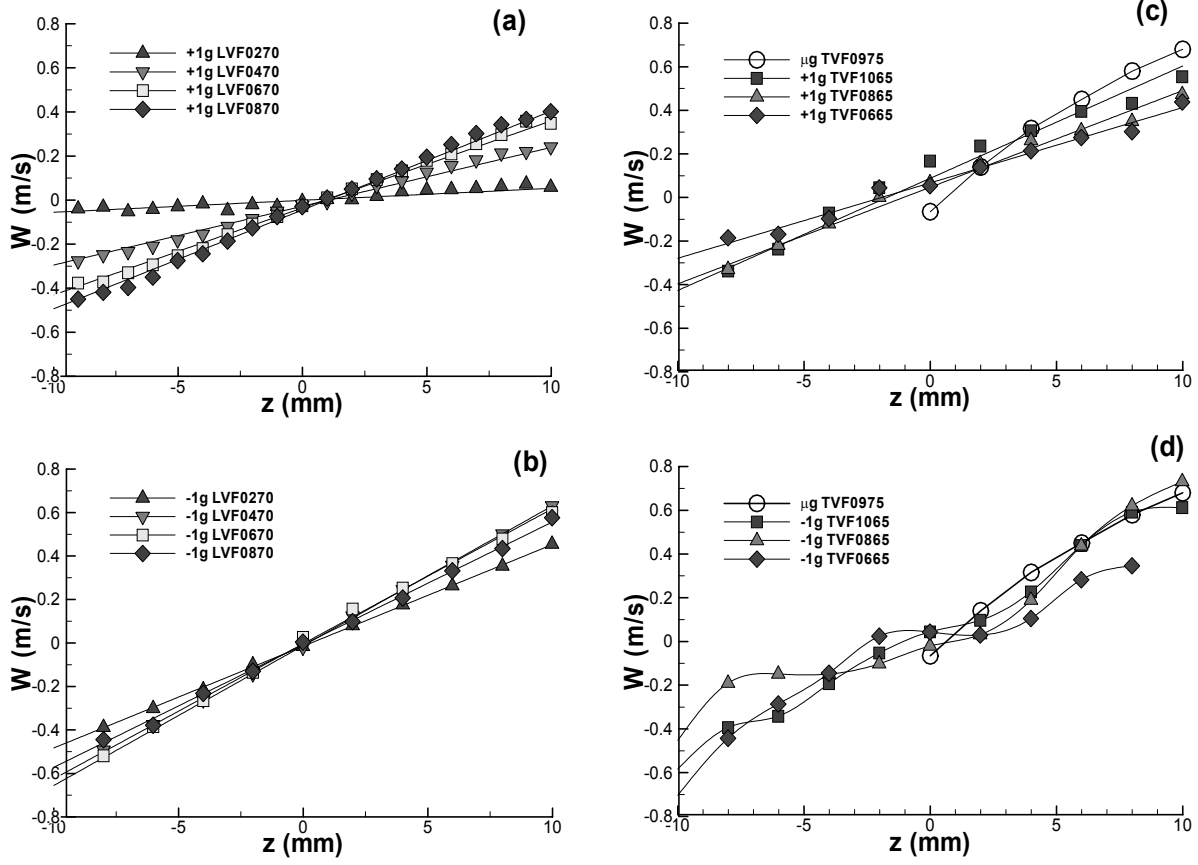 (a)
+1g LVF0270
+1g LVF0470
+1g LVF0670
+1g LVF0870
W (m/s)
0.8
0.6
0.4
0.2
0
-0.2
-0.4
-0.6
-0.8
-10 -5 0 5 10
z (mm)
(c)
μg TVF0975
+1g TVF1065
+1g TVF0865
+1g TVF0665
W (m/s)
0.8
0.6
0.4
0.2
0
-0.2
-0.4
-0.6
-0.8
-10 -5 0 5 10
z (mm)
(b)
-1g LVF0270
-1g LVF0470
-1g LVF0670
-1g LVF0870
W (m/s)
0.8
0.6
0.4
0.2
0
-0.2
-0.4
-0.6
-0.8
-10 -5 0 5 10
z (mm)
(d)
μg TVF0975
-1g TVF1065
-1g TVF0865
-1g TVF0665
W (m/s)
0.8
0.6
0.4
0.2
0
-0.2
-0.4
-0.6
-0.8
-10 -5 0 5 10
z (mm)